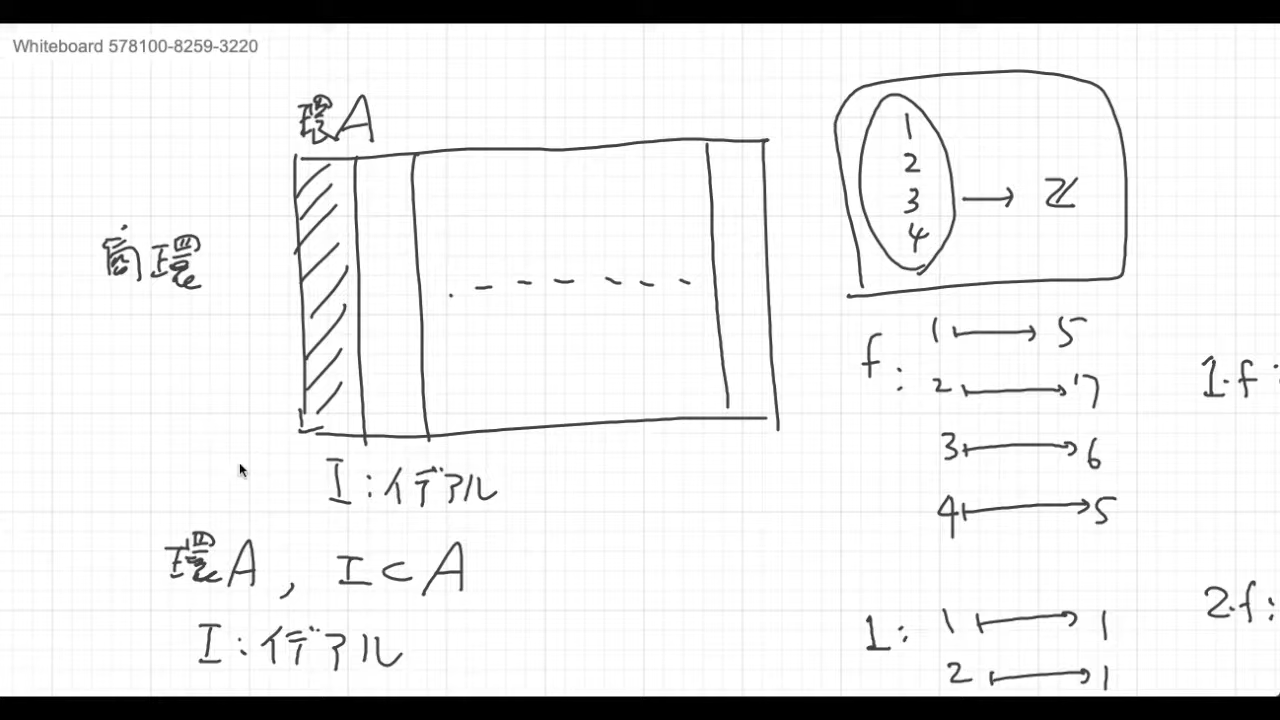 Whiteboard 578100-8259-3220
環A
商環
I:イデアル
環A, I⊂A
I:イデアル
1
2
3
4
→ ℤ
f: 1 ↦ 5
2 ↦ 7
3 ↦ 6
4 ↦ 5
1·f:
1: 1 ↦ 1
2 ↦ 1
2·f: